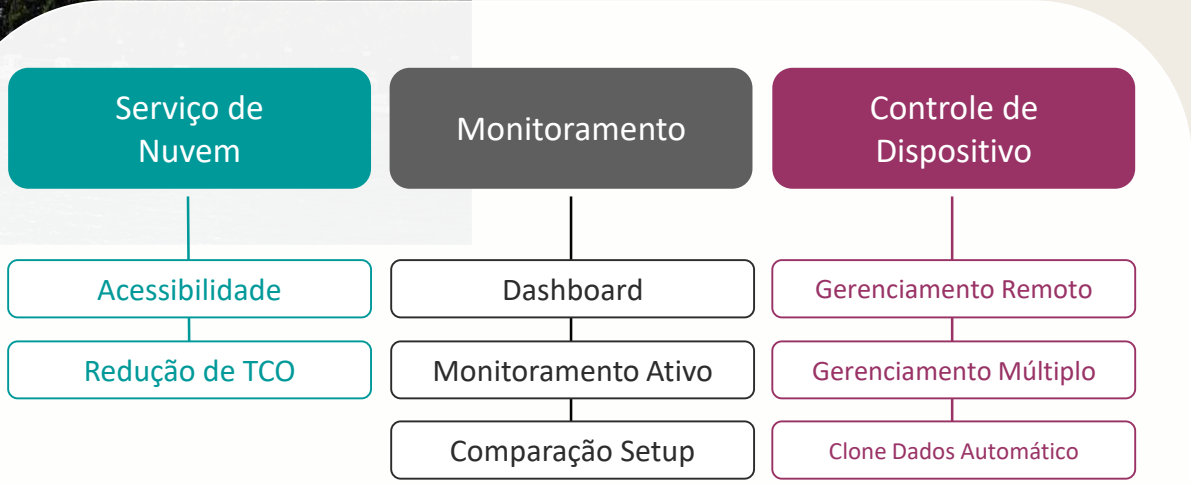 Serviço de
Nuvem
Monitoramento
Controle de
Dispositivo
Acessibilidade
Dashboard
Gerenciamento Remoto
Redução de TCO
Monitoramento Ativo
Gerenciamento Múltiplo
Comparação Setup
Clone Dados Automático